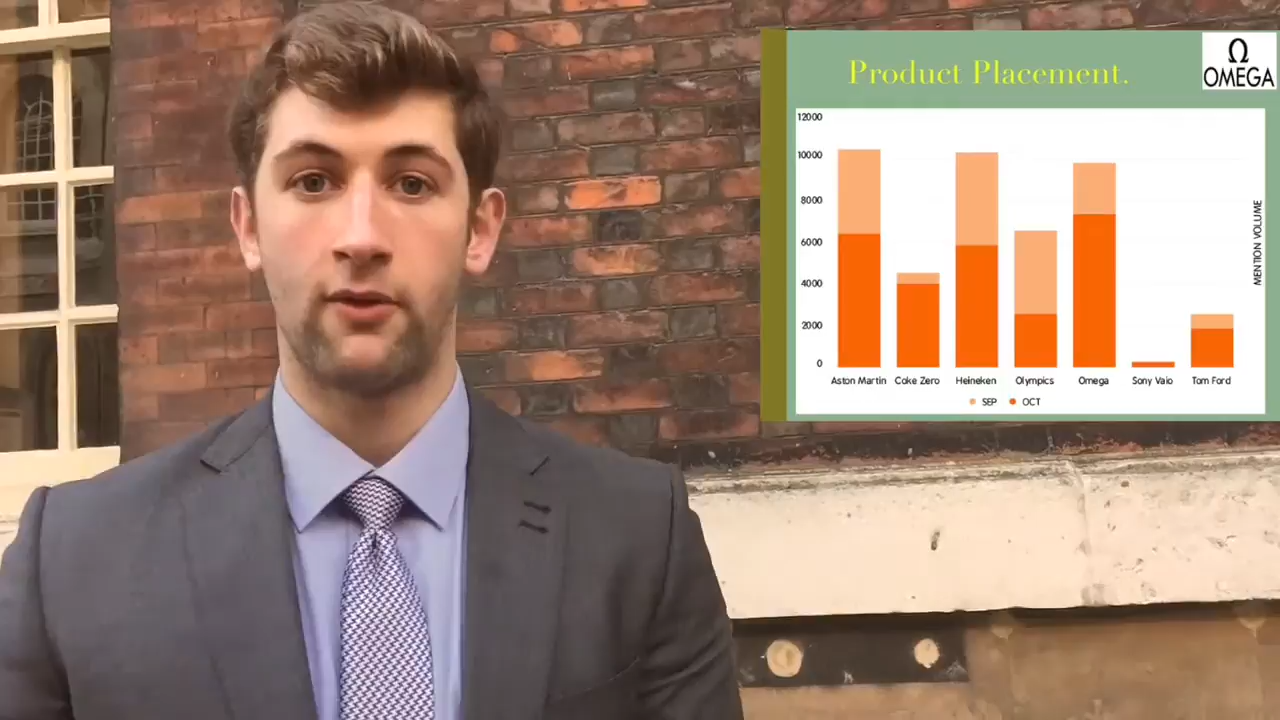 Product Placement.
Ω
OMEGA
12000
10000
8000
6000
4000
2000
0
MENTION VOLUME
Aston Martin Coke Zero Heineken Olympics Omega Sony Vaio Tom Ford
SEP OCT